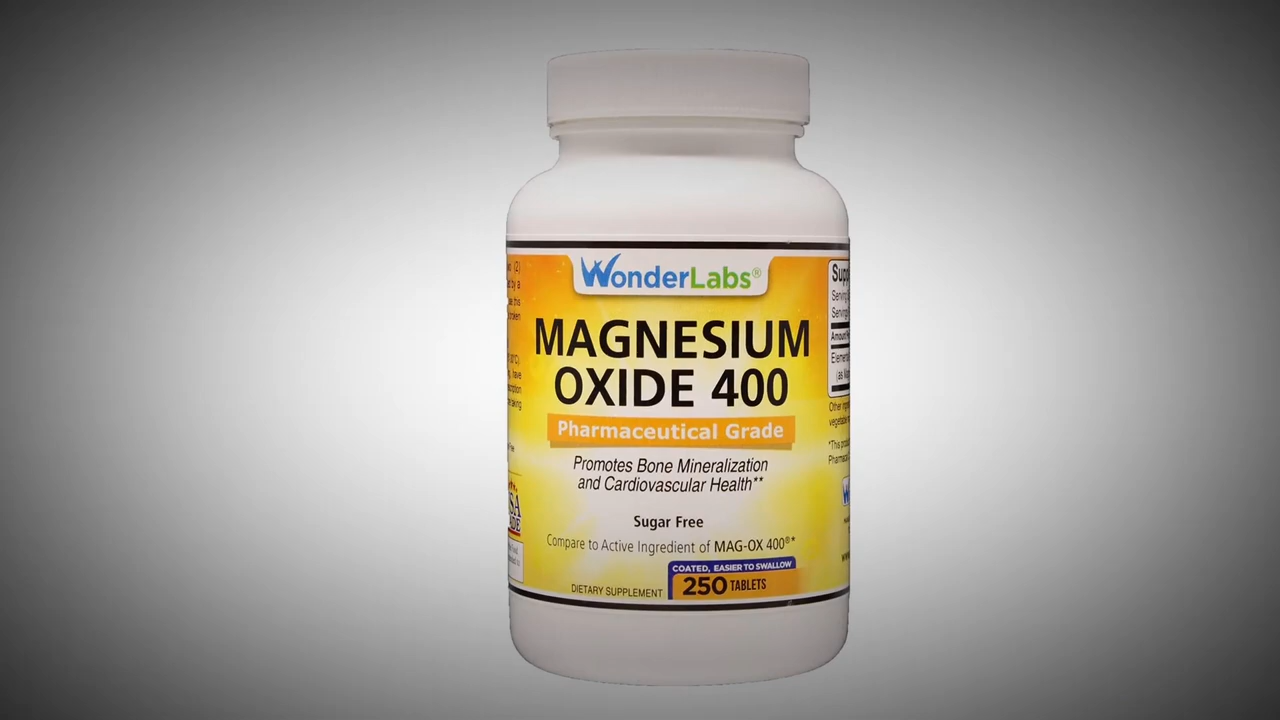 WonderLabs®
MAGNESIUM
OXIDE 400
Pharmaceutical Grade
Promotes Bone Mineralization
and Cardiovascular Health**
Sugar Free
Compare to Active Ingredient of MAG-OX 400®*
COATED, EASIER TO SWALLOW
250 TABLETS
DIETARY SUPPLEMENT